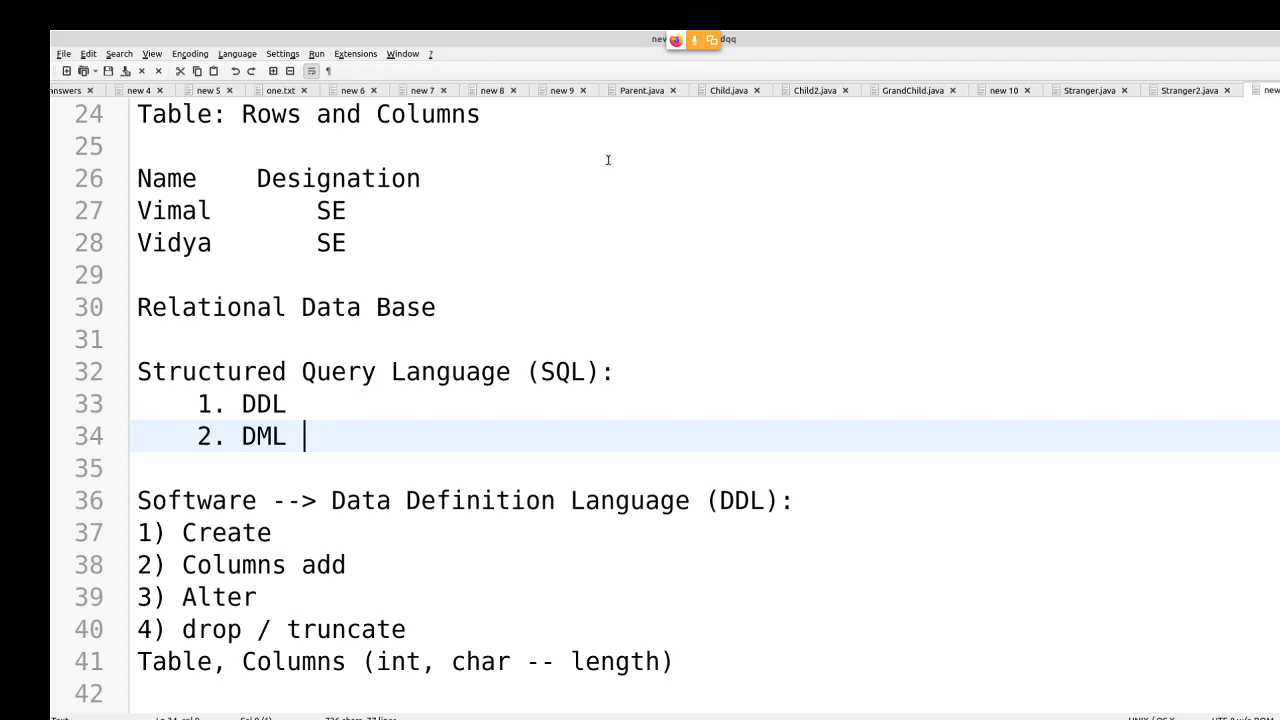 new dqq
File Edit Search View Encoding Language Settings Run Extensions Window ?
answers new 4 new 5 one.txt new 6 new 7 new 8 new 9 Parent.java Child.java Child2.java GrandChild.java new 10 Stranger.java Stranger2.java new
24 Table: Rows and Columns
25
26 Name Designation
27 Vimal SE
28 Vidya SE
29
30 Relational Data Base
31
32 Structured Query Language (SQL):
33 1. DDL
34 2. DML
35
36 Software --> Data Definition Language (DDL):
37 1) Create
38 2) Columns add
39 3) Alter
40 4) drop / truncate
41 Table, Columns (int, char -- length)
42